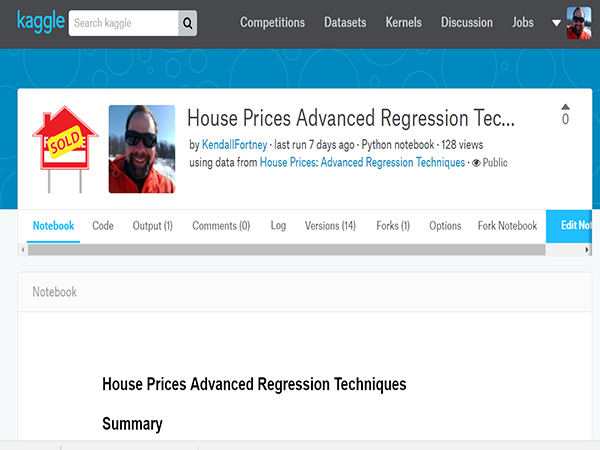 kaggle Search kaggle Competitions Datasets Kernels Discussion Jobs
SOLD
House Prices Advanced Regression Tec...
0
by KendallFortney · last run 7 days ago · Python notebook · 128 views
using data from House Prices: Advanced Regression Techniques · Public
Notebook Code Output (1) Comments (0) Log Versions (14) Forks (1) Options Fork Notebook Edit Not
Notebook
House Prices Advanced Regression Techniques
Summary